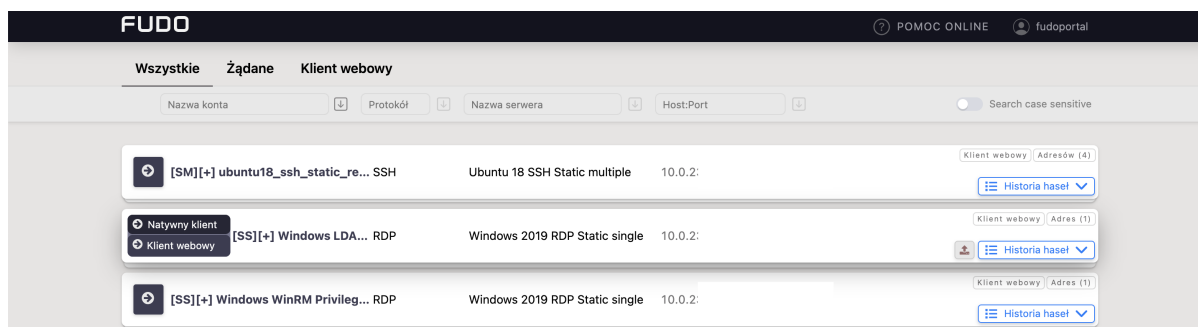 FUDO
POMOC ONLINE fudoportal
Wszystkie Żądane Klient webowy
Nazwa konta Protokół Nazwa serwera Host:Port Search case sensitive
Klient webowy Adresów (4)
[SM][+] ubuntu18_ssh_static_re... SSH Ubuntu 18 SSH Static multiple 10.0.2:
Historia haseł
Klient webowy Adres (1)
Natywny klient
[SS][+] Windows LDA... RDP Windows 2019 RDP Static single 10.0.2:
Klient webowy
Historia haseł
Klient webowy Adres (1)
[SS][+] Windows WinRM Privileg... RDP Windows 2019 RDP Static single 10.0.2:
Historia haseł